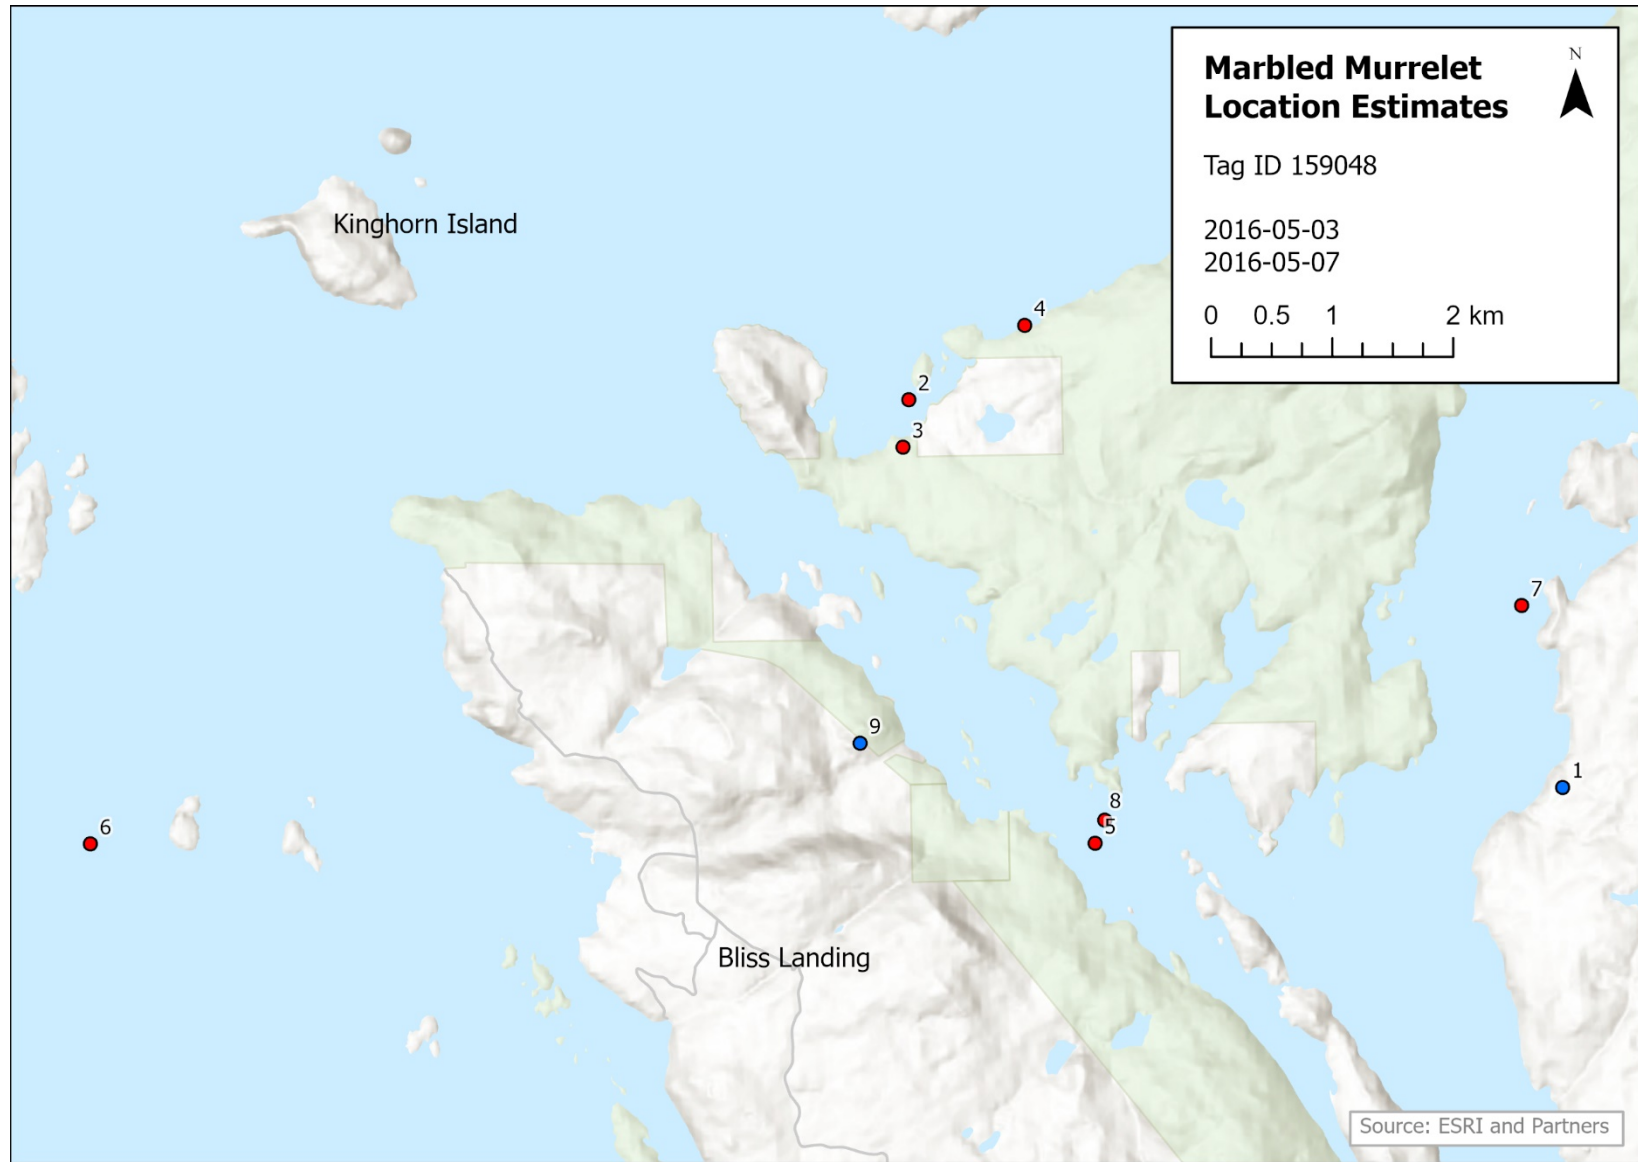 Marbled Murrelet
Location Estimates
N
Tag ID 159048
2016-05-03
2016-05-07
0 0.5 1 2 km
Kinghorn Island
4
2
3
7
9
1
8
5
6
Bliss Landing
Source: ESRI and Partners